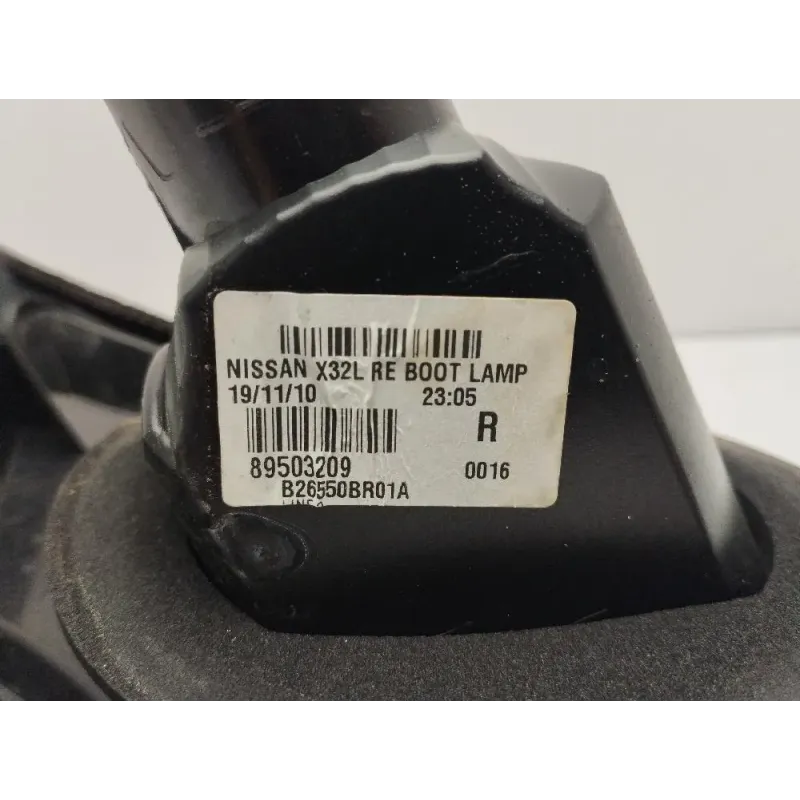 NISSAN X32L RE BOOT LAMP
19/11/10 23:05
R
89503209 0016
B26550BR01A